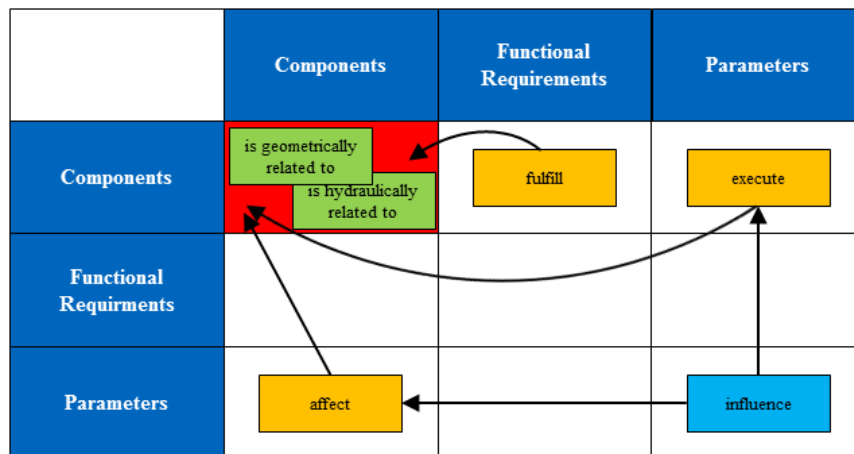 Components
Functional
Requirements
Parameters
Components
is geometrically
related to
is hydraulically
related to
fulfill
execute
Functional
Requirments
Parameters
affect
influence